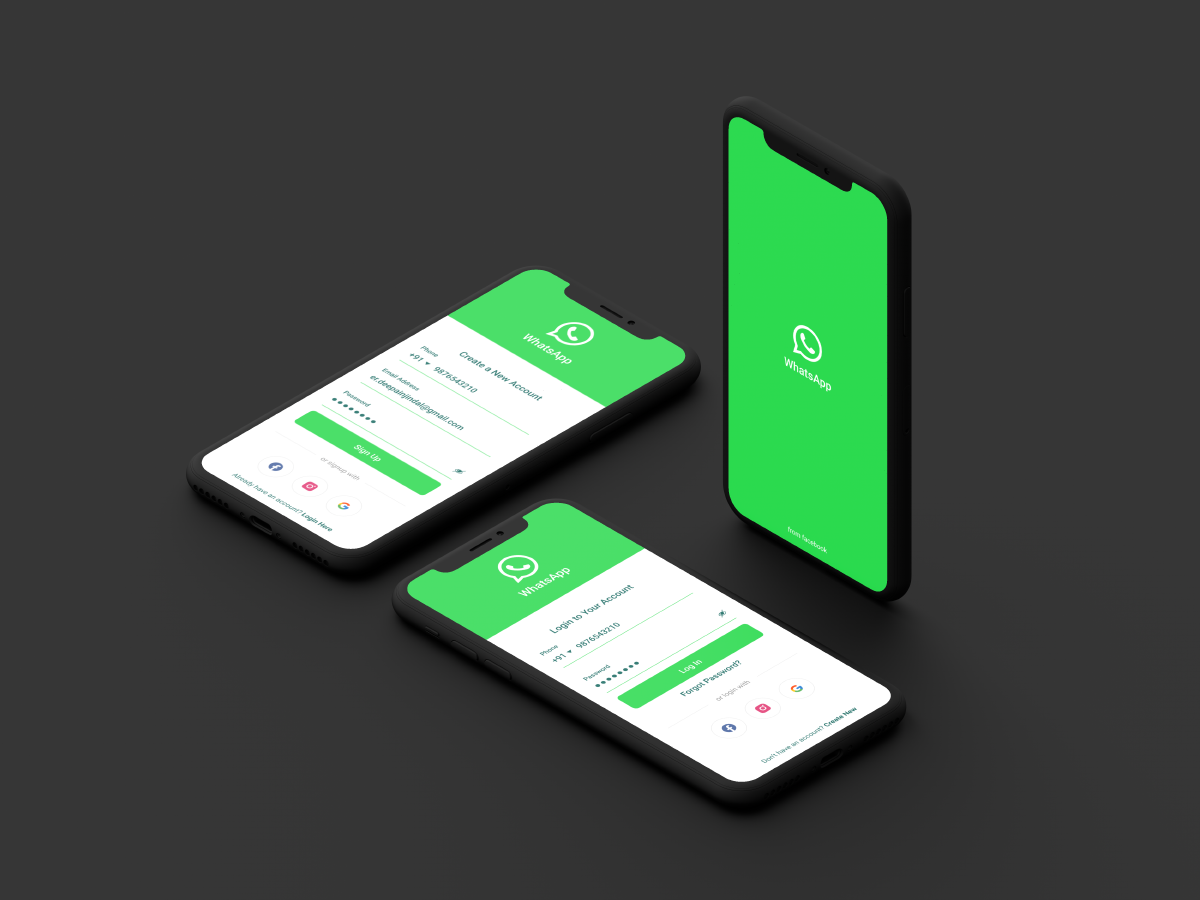 WhatsApp
Create a New Account
Phone
+91 9876543210
Email Address
er.deepainjindal@gmail.com
Password
Sign Up
or signup with
Already have an account? Login Here
WhatsApp
Login to Your Account
Phone
+91 9876543210
Password
Log In
Forgot Password?
or login with
Don't have an account? Create New
WhatsApp
from facebook